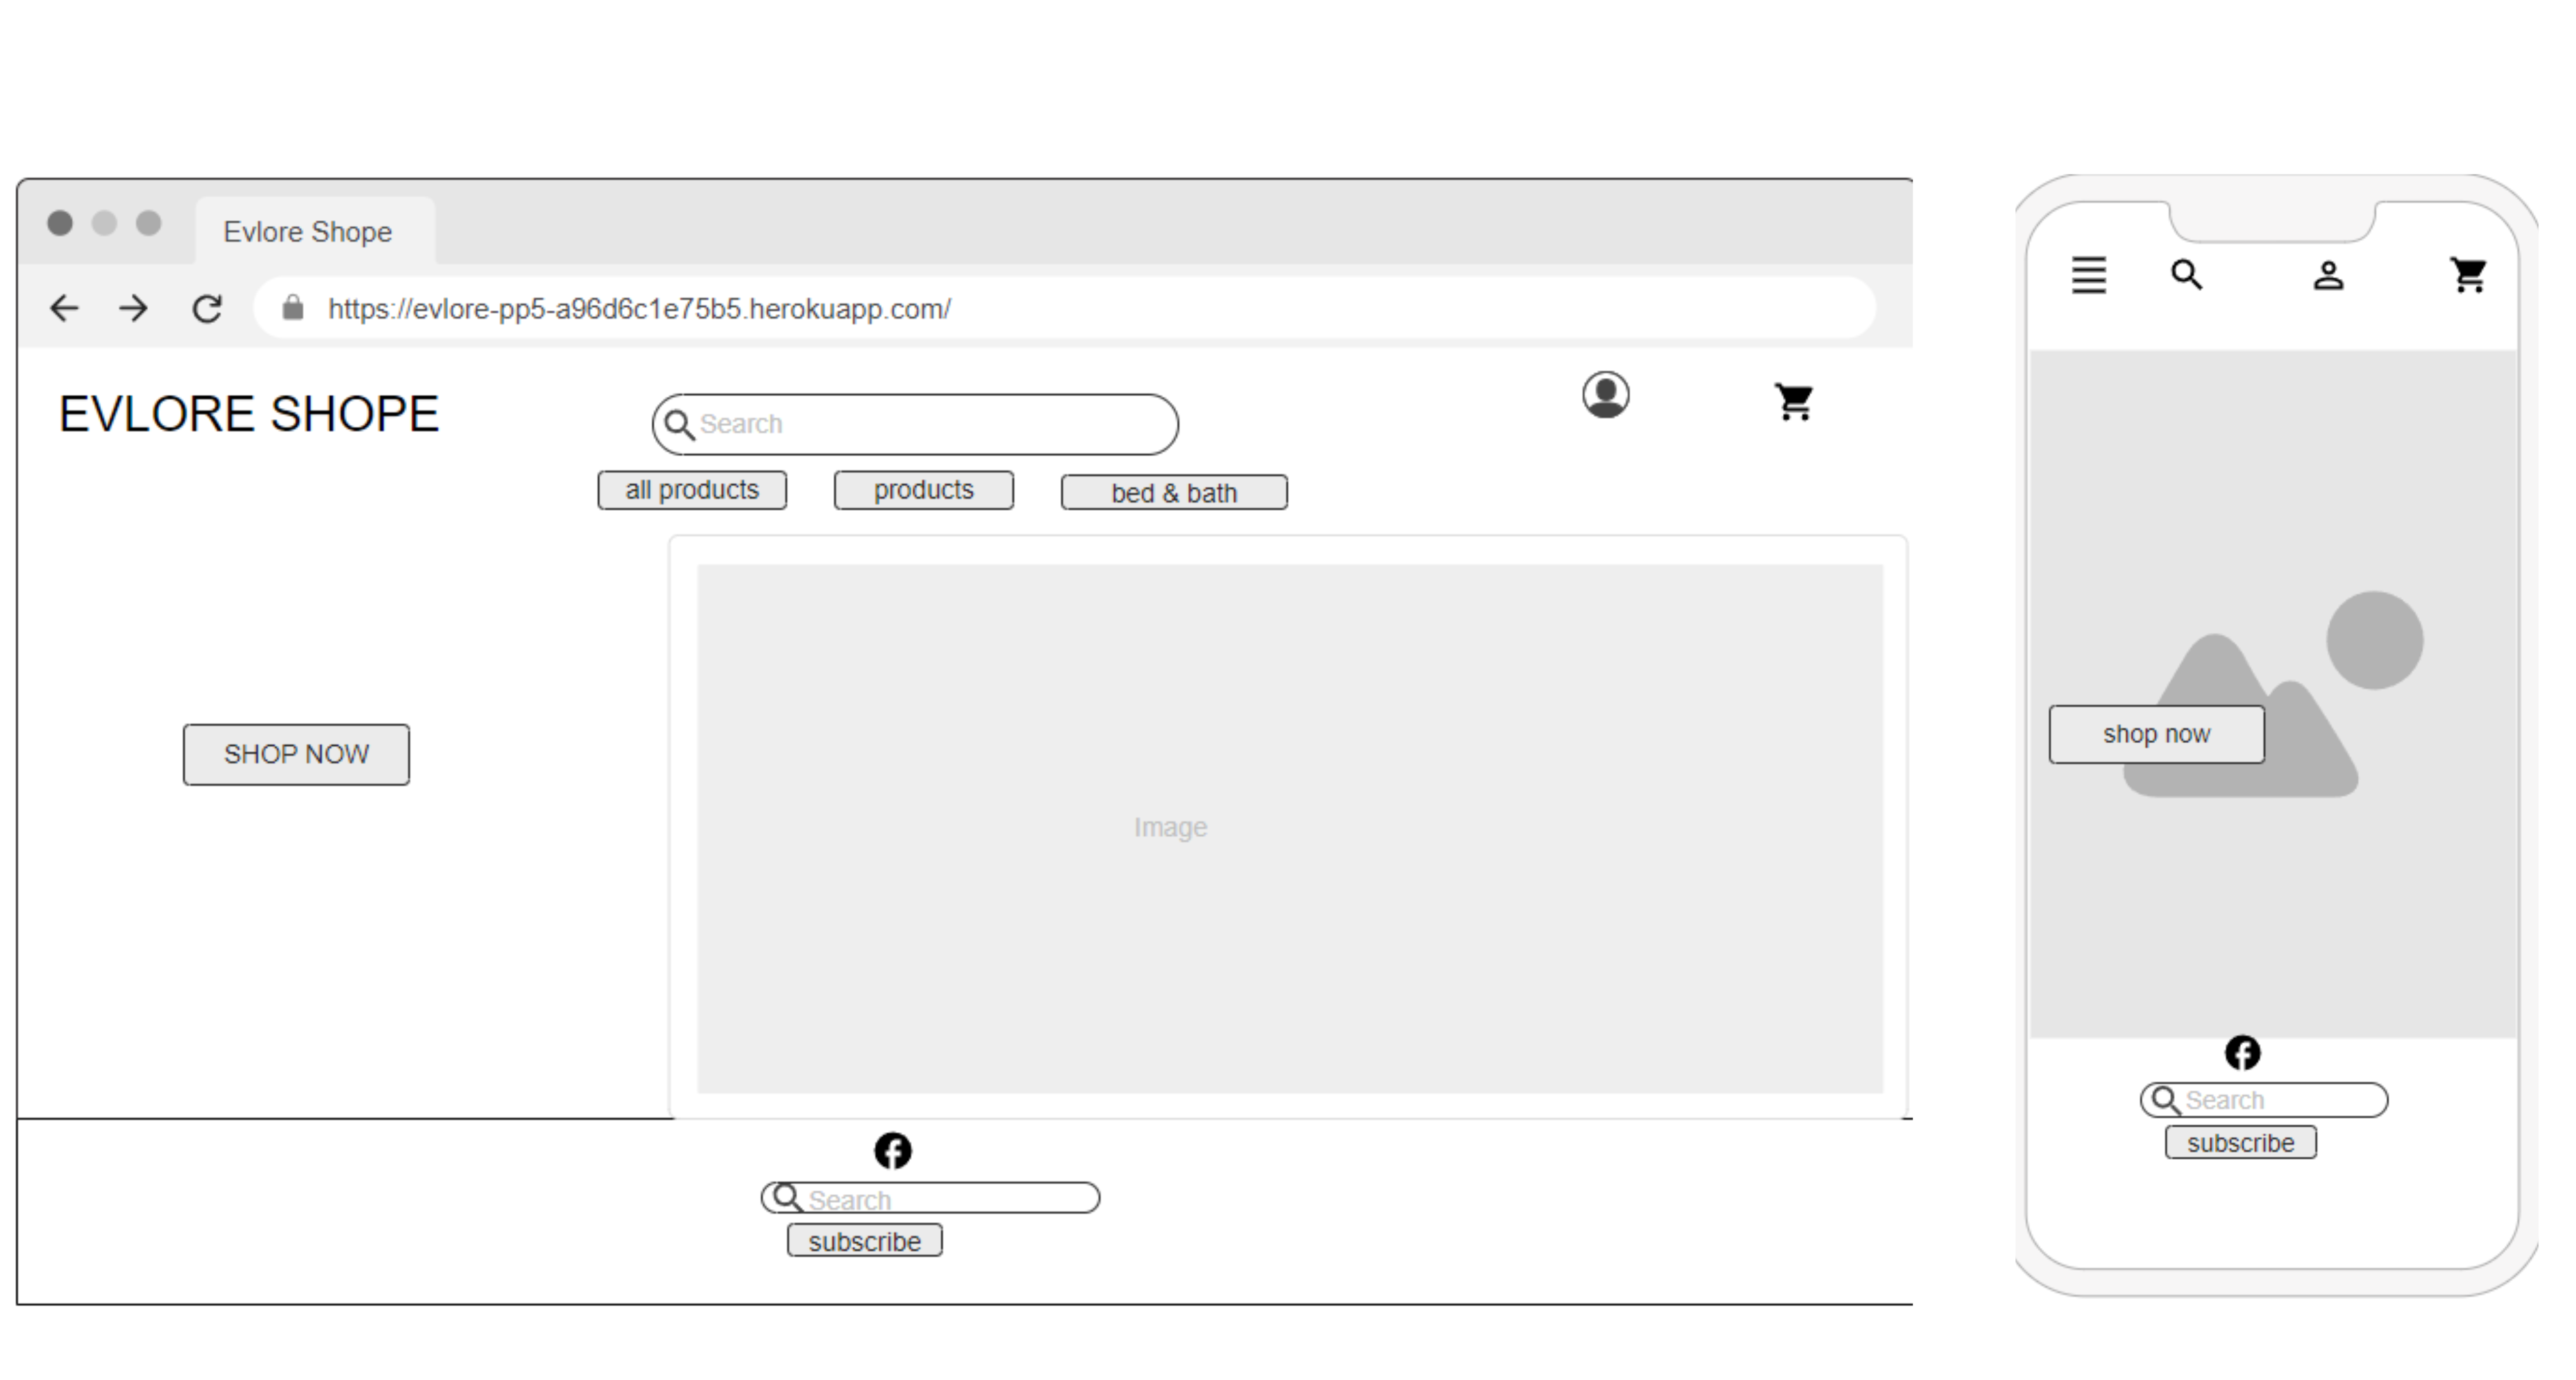 Evlore Shope
https://evlore-pp5-a96d6c1e75b5.herokuapp.com/
EVLORE SHOPE
Search
all products
products
bed & bath
SHOP NOW
Image
Search
subscribe
shop now
Search
subscribe